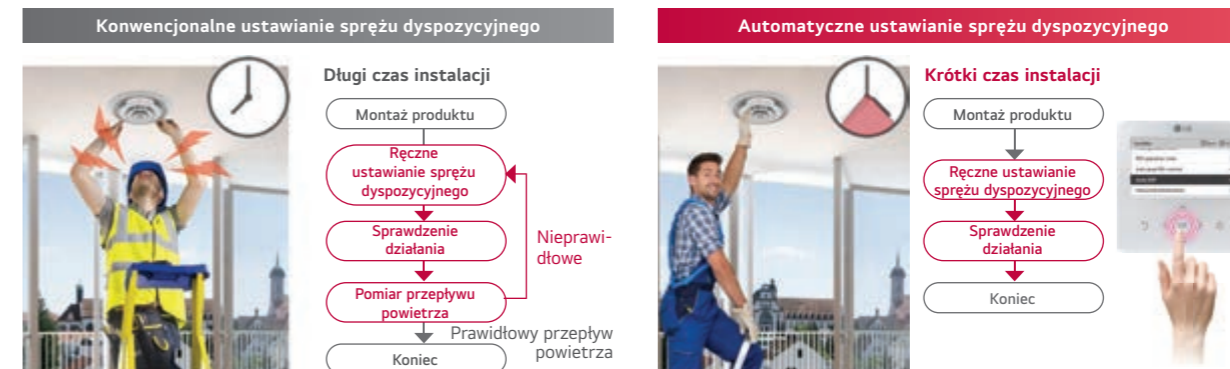 Konwencjonalne ustawianie sprężu dyspozycyjnego
Długi czas instalacji
Montaż produktu
Ręczne
ustawianie sprężu
dyspozycyjnego
Sprawdzenie
działania
Pomiar przepływu
powietrza
Nieprawi-
dłowe
Prawidłowy przepływ
powietrza
Koniec
Automatyczne ustawianie sprężu dyspozycyjnego
Krótki czas instalacji
Montaż produktu
Ręczne ustawianie
sprężu dyspozycyjnego
Sprawdzenie
działania
Koniec